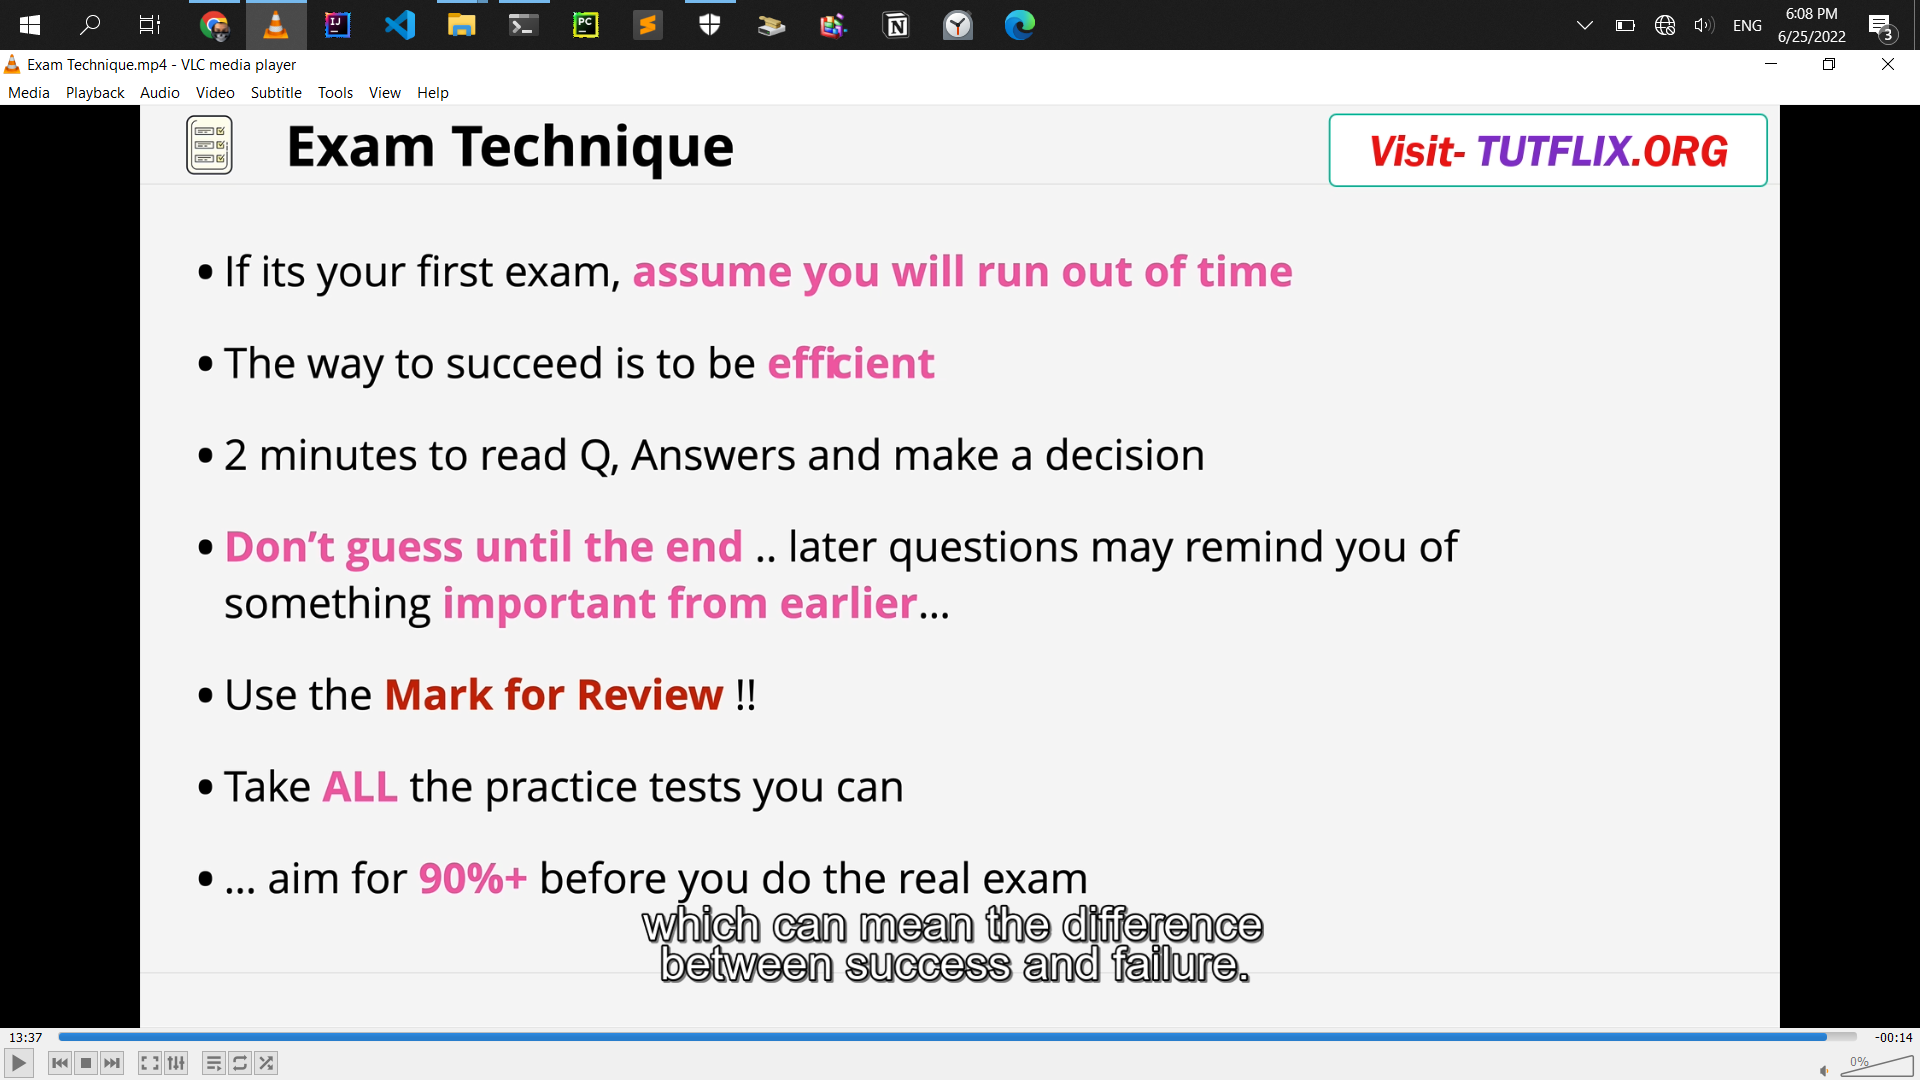 6:08 PM
ENG
6/25/2022
3
Exam Technique.mp4 - VLC media player
Media Playback Audio Video Subtitle Tools View Help
Exam Technique
Visit- TUTFLIX.ORG
• If its your first exam, assume you will run out of time
• The way to succeed is to be efficient
• 2 minutes to read Q, Answers and make a decision
• Don’t guess until the end .. later questions may remind you of
something important from earlier…
• Use the Mark for Review !!
• Take ALL the practice tests you can
• … aim for 90%+ before you do the real exam
which can mean the difference
between success and failure.
13:37
-00:14
0%